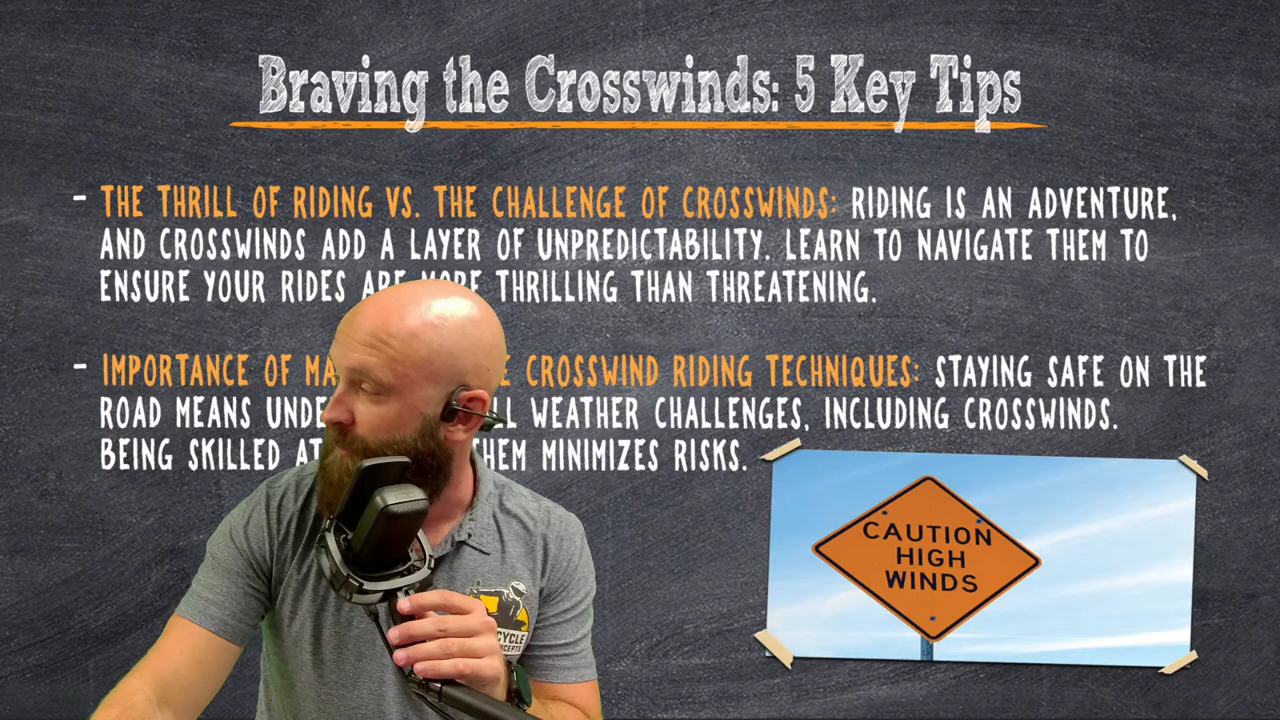 Braving the Crosswinds: 5 Key Tips
- THE THRILL OF RIDING VS. THE CHALLENGE OF CROSSWINDS: RIDING IS AN ADVENTURE,
AND CROSSWINDS ADD A LAYER OF UNPREDICTABILITY. LEARN TO NAVIGATE THEM TO
ENSURE YOUR RIDES ARE MORE THRILLING THAN THREATENING.
- IMPORTANCE OF CROSSWIND RIDING TECHNIQUES: STAYING SAFE ON THE
ROAD MEANS WEATHER CHALLENGES, INCLUDING CROSSWINDS.
BEING SKILLED AT THEM MINIMIZES RISKS.
CAUTION
HIGH
WINDS